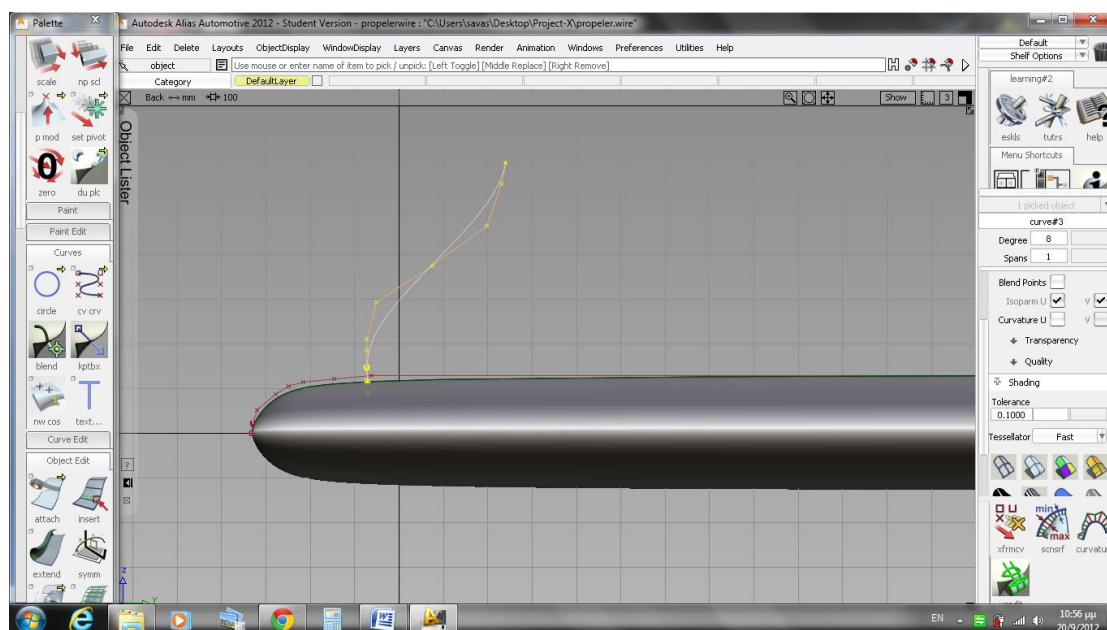 Palette
Autodesk Alias Automotive 2012 - Student Version - propelerwire : "C:\Users\savas\Desktop\Project-X\propeler.wire"
File Edit Delete Layouts ObjectDisplay WindowDisplay Layers Canvas Render Animation Windows Preferences Utilities Help
object
Use mouse or enter name of item to pick / unpick: [Left Toggle] [Middle Replace] [Right Remove]
Category DefaultLayer
Back mm 100
Show 3
Object Lister
scale np scl
p mod set pivot
zero du plc
Paint
Paint Edit
Curves
circle cv crv
blend kptbx
nw cos text...
Curve Edit
Object Edit
attach insert
extend symm
?
z
Y
Default
Shelf Options
learning#2
eskls tutrs help
Menu Shortcuts
1 picked object
curve#3
Degree 8
Spans 1
Blend Points
Isoparm U V
Curvature U V
Transparency
Quality
Shading
Tolerance
0.1000
Tessellator Fast
min
max
xfrmcv scnsrf curvatu
EN
10:56 μμ
20/9/2012